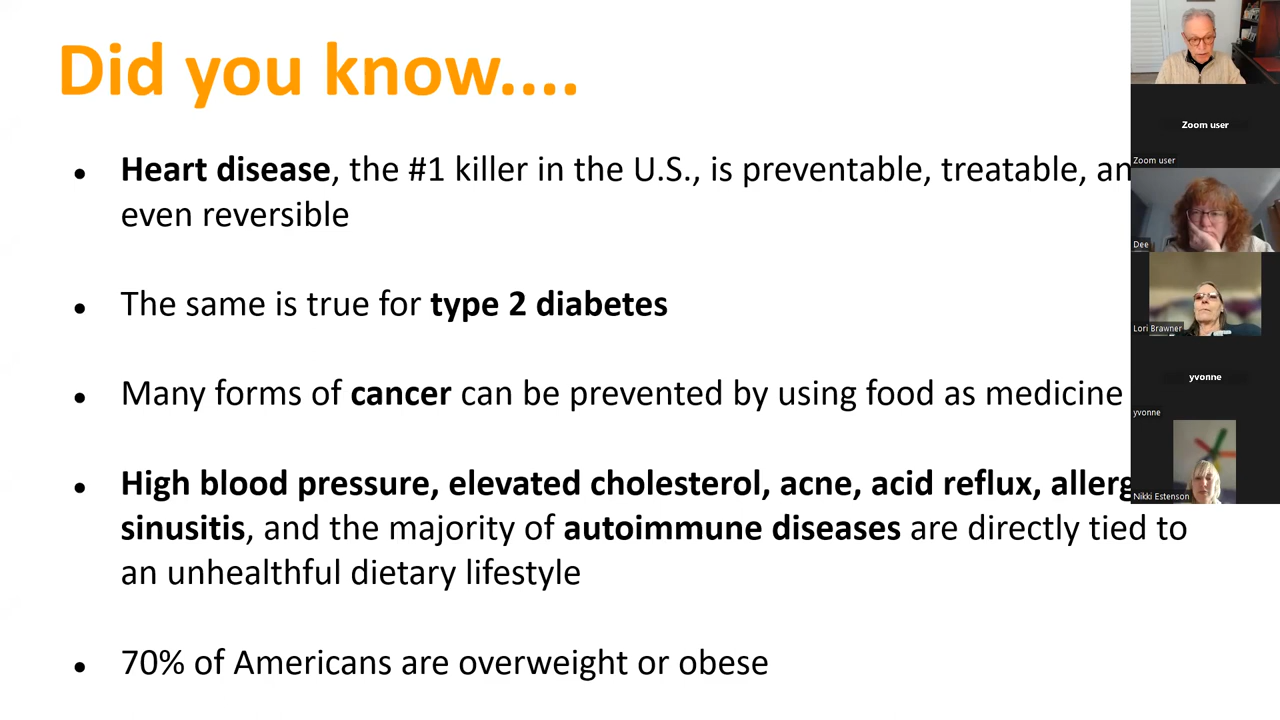 Did you know....
• Heart disease, the #1 killer in the U.S., is preventable, treatable,
even reversible
• The same is true for type 2 diabetes
• Many forms of cancer can be prevented by using food as medicine
• High blood pressure, elevated cholesterol, acne, acid reflux,
sinusitis, and the majority of autoimmune diseases are directly tied to
an unhealthful dietary lifestyle
• 70% of Americans are overweight or obese
Zoom user
Zoom user
Dee
Lori Brawner
yvonne
yvonne
Nikki Estenson